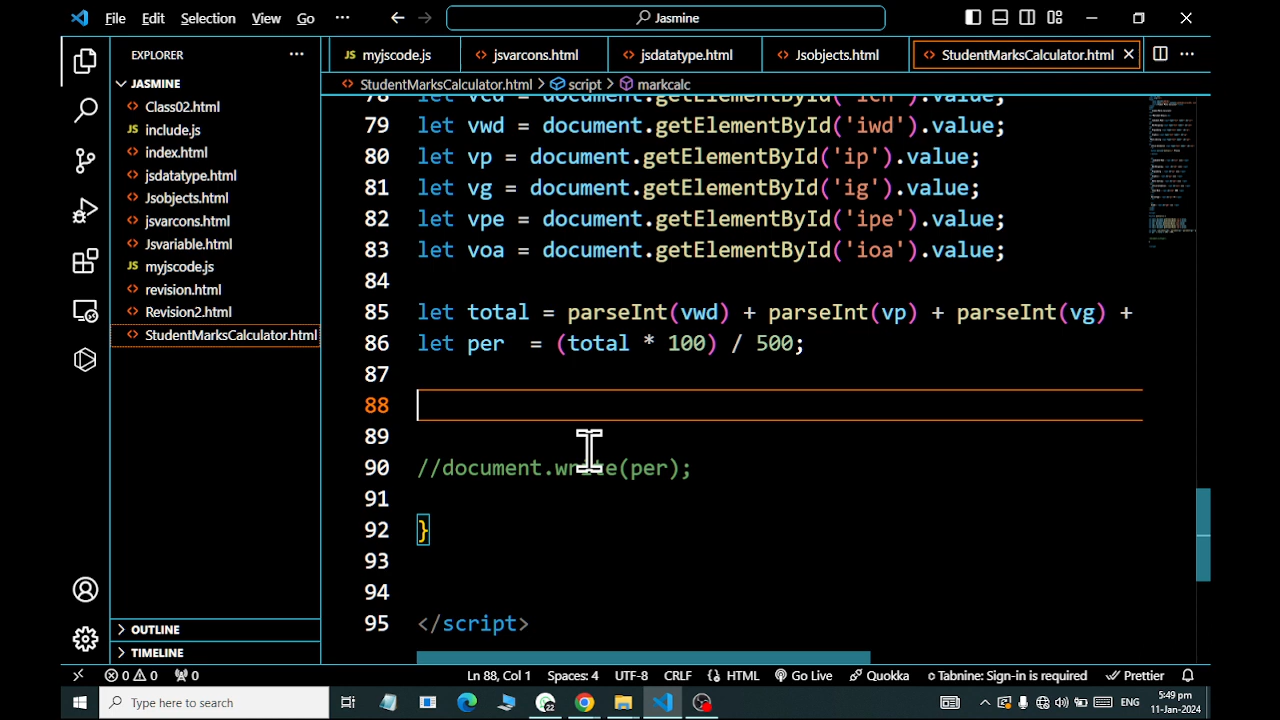 File Edit Selection View Go ··· Jasmine
EXPLORER ···
myjscode.js jsvarcons.html jsdatatype.html Jsobjects.html StudentMarksCalculator.html
JASMINE
StudentMarksCalculator.html > script > markcalc
Class02.html
JS include.js
index.html
jsdatatype.html
Jsobjects.html
jsvarcons.html
Jsvariable.html
JS myjscode.js
revision.html
Revision2.html
StudentMarksCalculator.html
OUTLINE
TIMELINE
79 let vwd = document.getElementById('iwd').value;
80 let vp = document.getElementById('ip').value;
81 let vg = document.getElementById('ig').value;
82 let vpe = document.getElementById('ipe').value;
83 let voa = document.getElementById('ioa').value;
84
85 let total = parseInt(vwd) + parseInt(vp) + parseInt(vg) +
86 let per  = (total * 100) / 500;
87
88
89
90 //document.write(per);
91
92 }
93
94
95 </script>
0 0 0 Ln 88, Col 1 Spaces: 4 UTF-8 CRLF HTML Go Live Quokka Tabnine: Sign-in is required Prettier
Type here to search 22 ENG 5:49 pm
11-Jan-2024